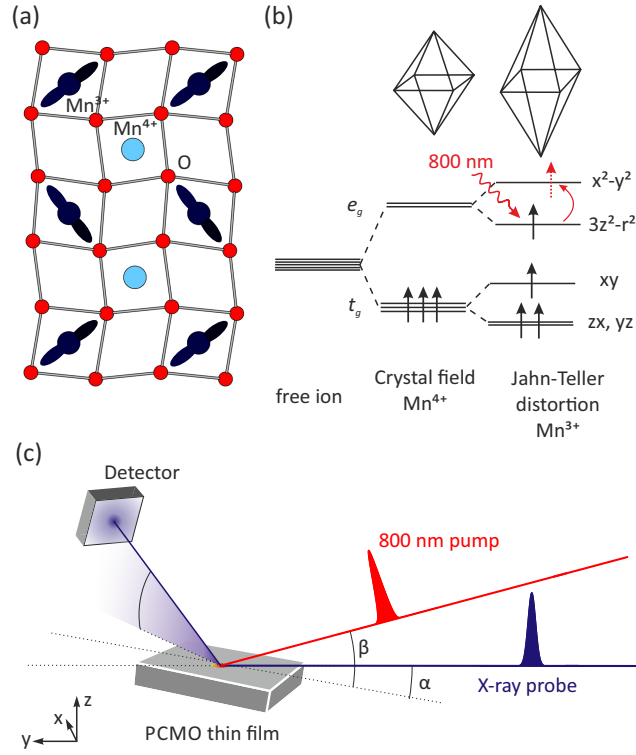 (a)
Mn³⁺
Mn⁴⁺
O
(b)
800 nm
x²-y²
e_g
3z²-r²
xy
t_g
zx, yz
free ion
Crystal field
Mn⁴⁺
Jahn-Teller
distortion
Mn³⁺
(c)
Detector
800 nm pump
β
α
X-ray probe
z
x
y
PCMO thin film